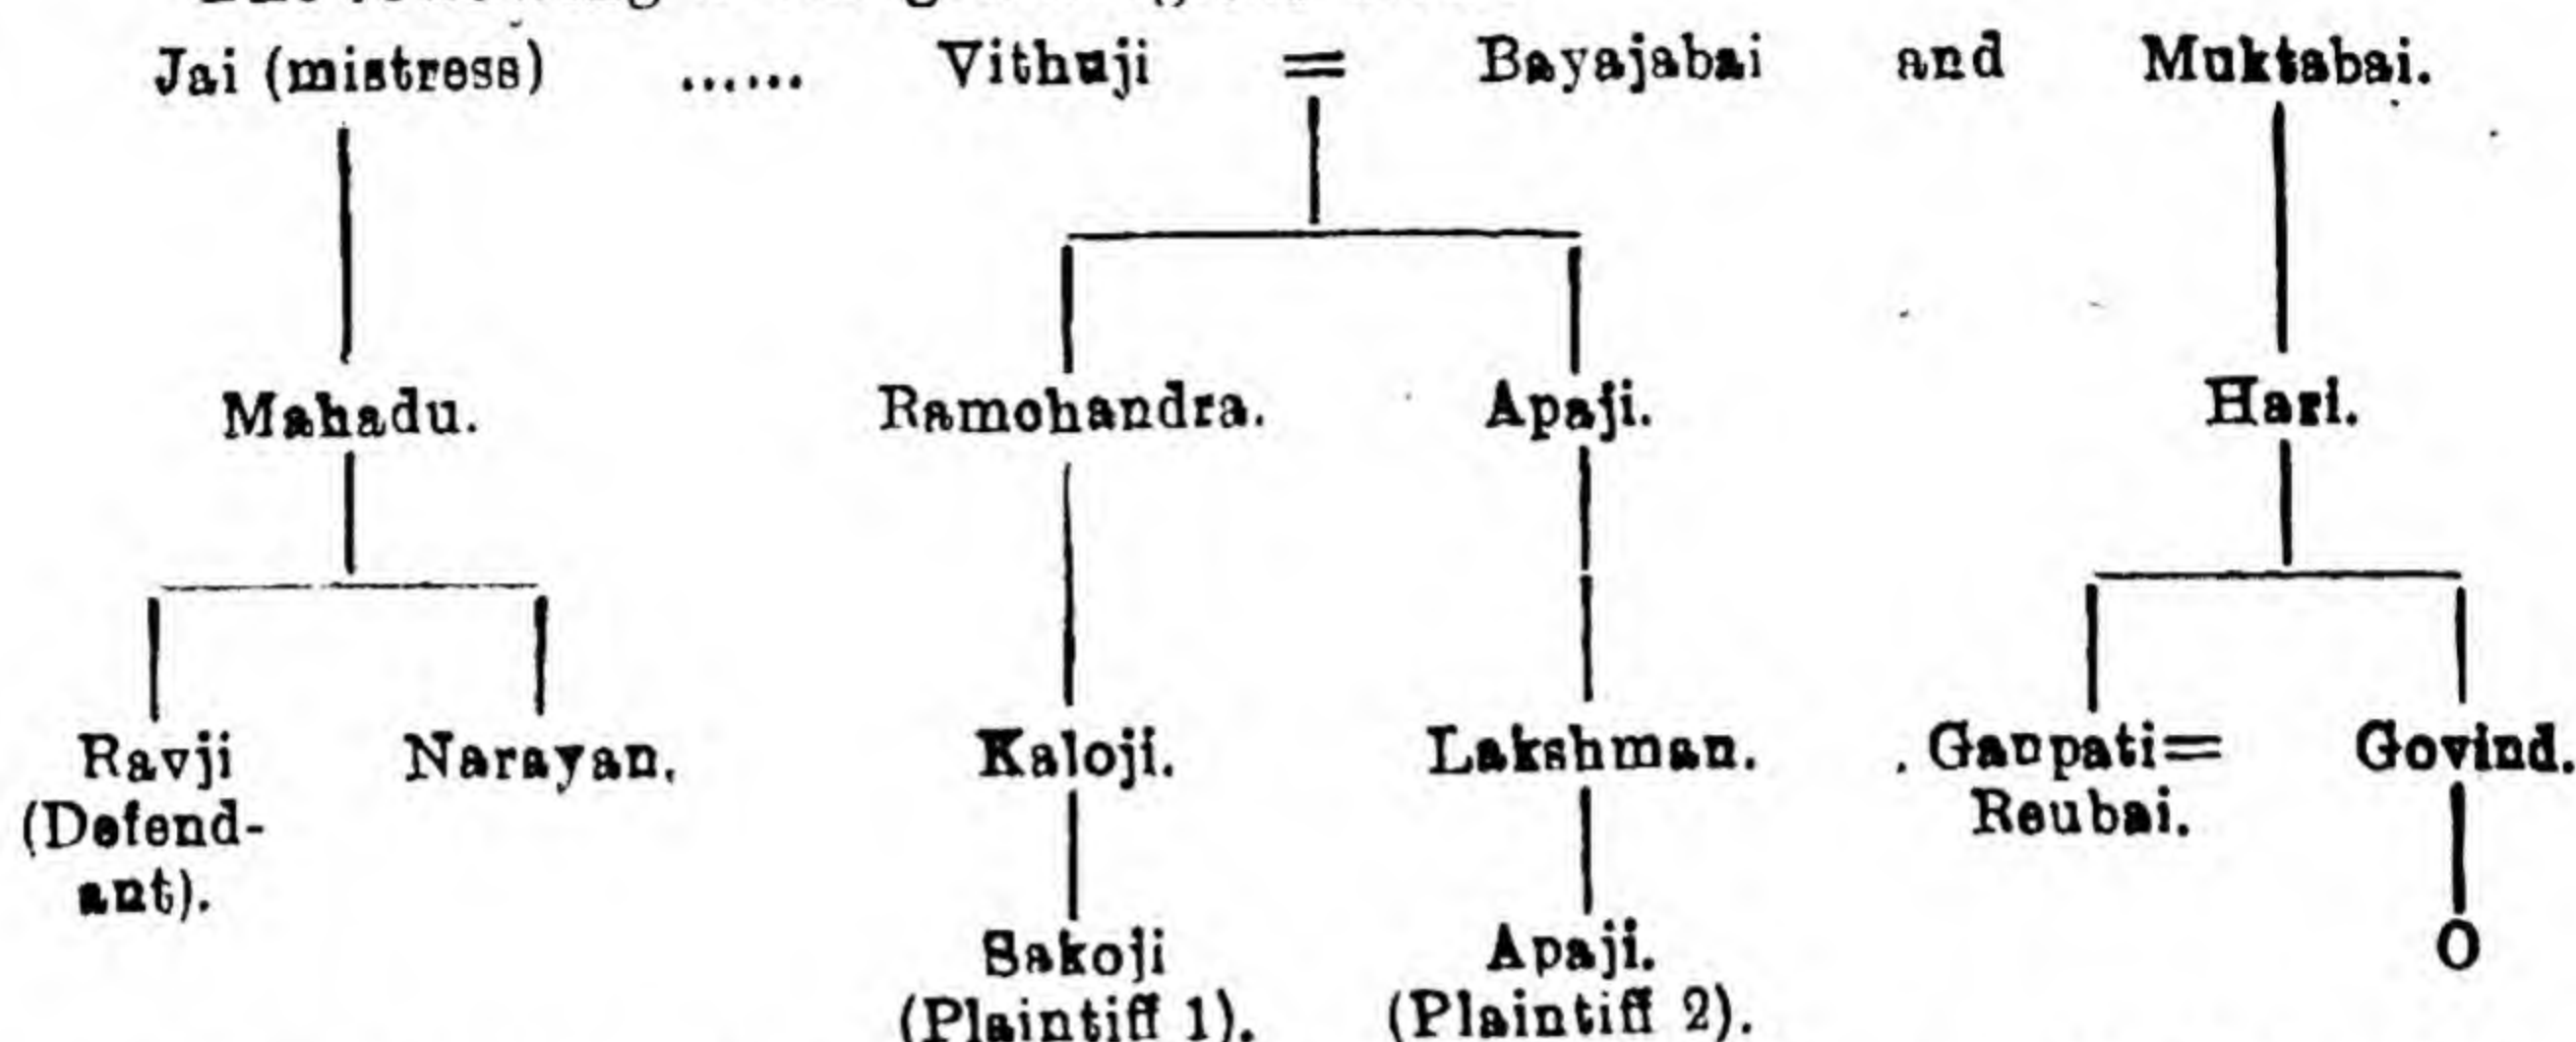 Jai (mistress) ...... Vithuji = Bayajabai and Muktabai.
Mahadu. Ramohandra. Apaji. Hari.
Ravji Narayan. Kaloji. Lakshman. Ganpati= Govind.
(Defend- Reubai.
ant).
Sakoji Apaji. O
(Plaintiff 1). (Plaintiff 2).